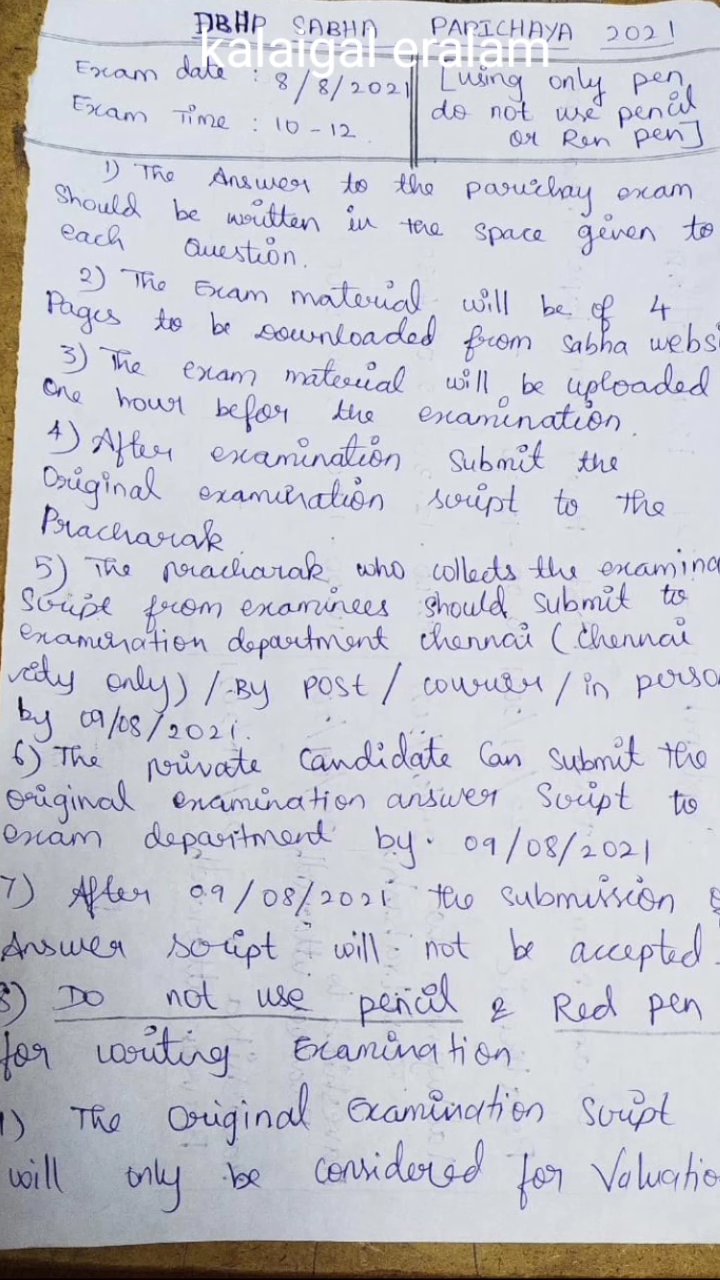 DBHP SABHA PARICHAYA 2021
kalaigal eralam
Exam date : 8/8/2021
Exam Time : 10-12
[using only pen
do not use pencil
or Ren pen]
1) The Answer to the parichay exam
should be written in the space given to
each Question.
2) The Exam material will be of 4
Pages to be Downloaded from sabha webs
3) The exam material will be uploaded
one hour befor the examination.
4) After examination Submit the
Original examination script to the
Pracharak
5) The pracharak who collects the examina
Script from examinees should submit to
examination department chennai (Chennai
only) / By POST / courier / in perso
by 09/08/2021.
6) The private Candidate Can submit the
original examination answer Script to
exam department by. 09/08/2021
7) After 09/08/2021 the submission
Answer script will not be accepted.
8) Do not use pencil & Red pen
for writing Examination
1) The Original Examination Script
will only be considered for Valuatio